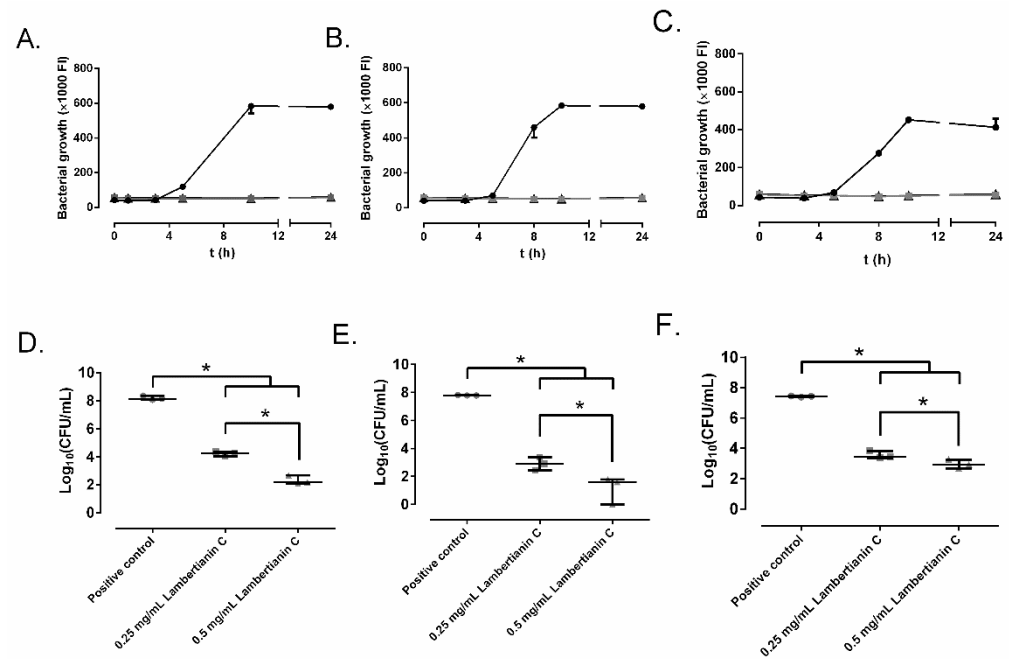 A.
B.
C.
Bacterial growth (×1000 FI)
800
600
400
200
0
0
4
8
12
24
t (h)
Bacterial growth (×1000 FI)
800
600
400
200
0
0
4
8
12
24
t (h)
Bacterial growth (×1000 FI)
800
600
400
200
0
0
4
8
12
24
t (h)
D.
E.
F.
Log10(CFU/mL)
10
8
6
4
2
0
*
*
Positive control
0.25 mg/mL Lambertianin C
0.5 mg/mL Lambertianin C
Log10(CFU/mL)
10
8
6
4
2
0
*
*
Positive control
0.25 mg/mL Lambertianin C
0.5 mg/mL Lambertianin C
Log10(CFU/mL)
10
8
6
4
2
0
*
*
Positive control
0.25 mg/mL Lambertianin C
0.5 mg/mL Lambertianin C